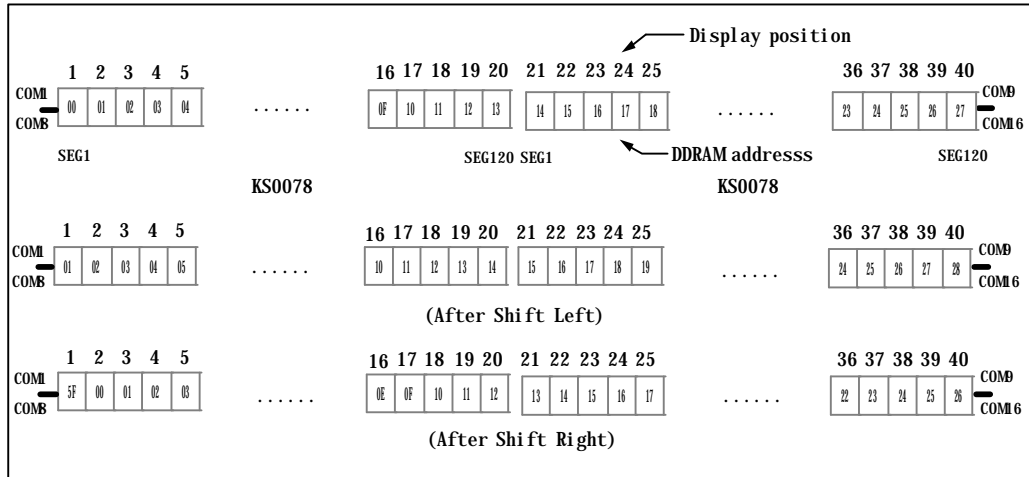 Display position
1 2 3 4 5 16 17 18 19 20 21 22 23 24 25 36 37 38 39 40
COM1 COM9
00 01 02 03 04 ...... 0F 10 11 12 13 14 15 16 17 18 ...... 23 24 25 26 27
COM8 COM16
SEG1 SEG120 SEG1 DDRAM addresss SEG120
KS0078 KS0078
1 2 3 4 5 16 17 18 19 20 21 22 23 24 25 36 37 38 39 40
COM1 COM9
01 02 03 04 05 ...... 10 11 12 13 14 15 16 17 18 19 ...... 24 25 26 27 28
COM8 COM16
(After Shift Left)
1 2 3 4 5 16 17 18 19 20 21 22 23 24 25 36 37 38 39 40
COM1 COM9
5F 00 01 02 03 ...... 0E 0F 10 11 12 13 14 15 16 17 ...... 22 23 24 25 26
COM8 COM16
(After Shift Right)